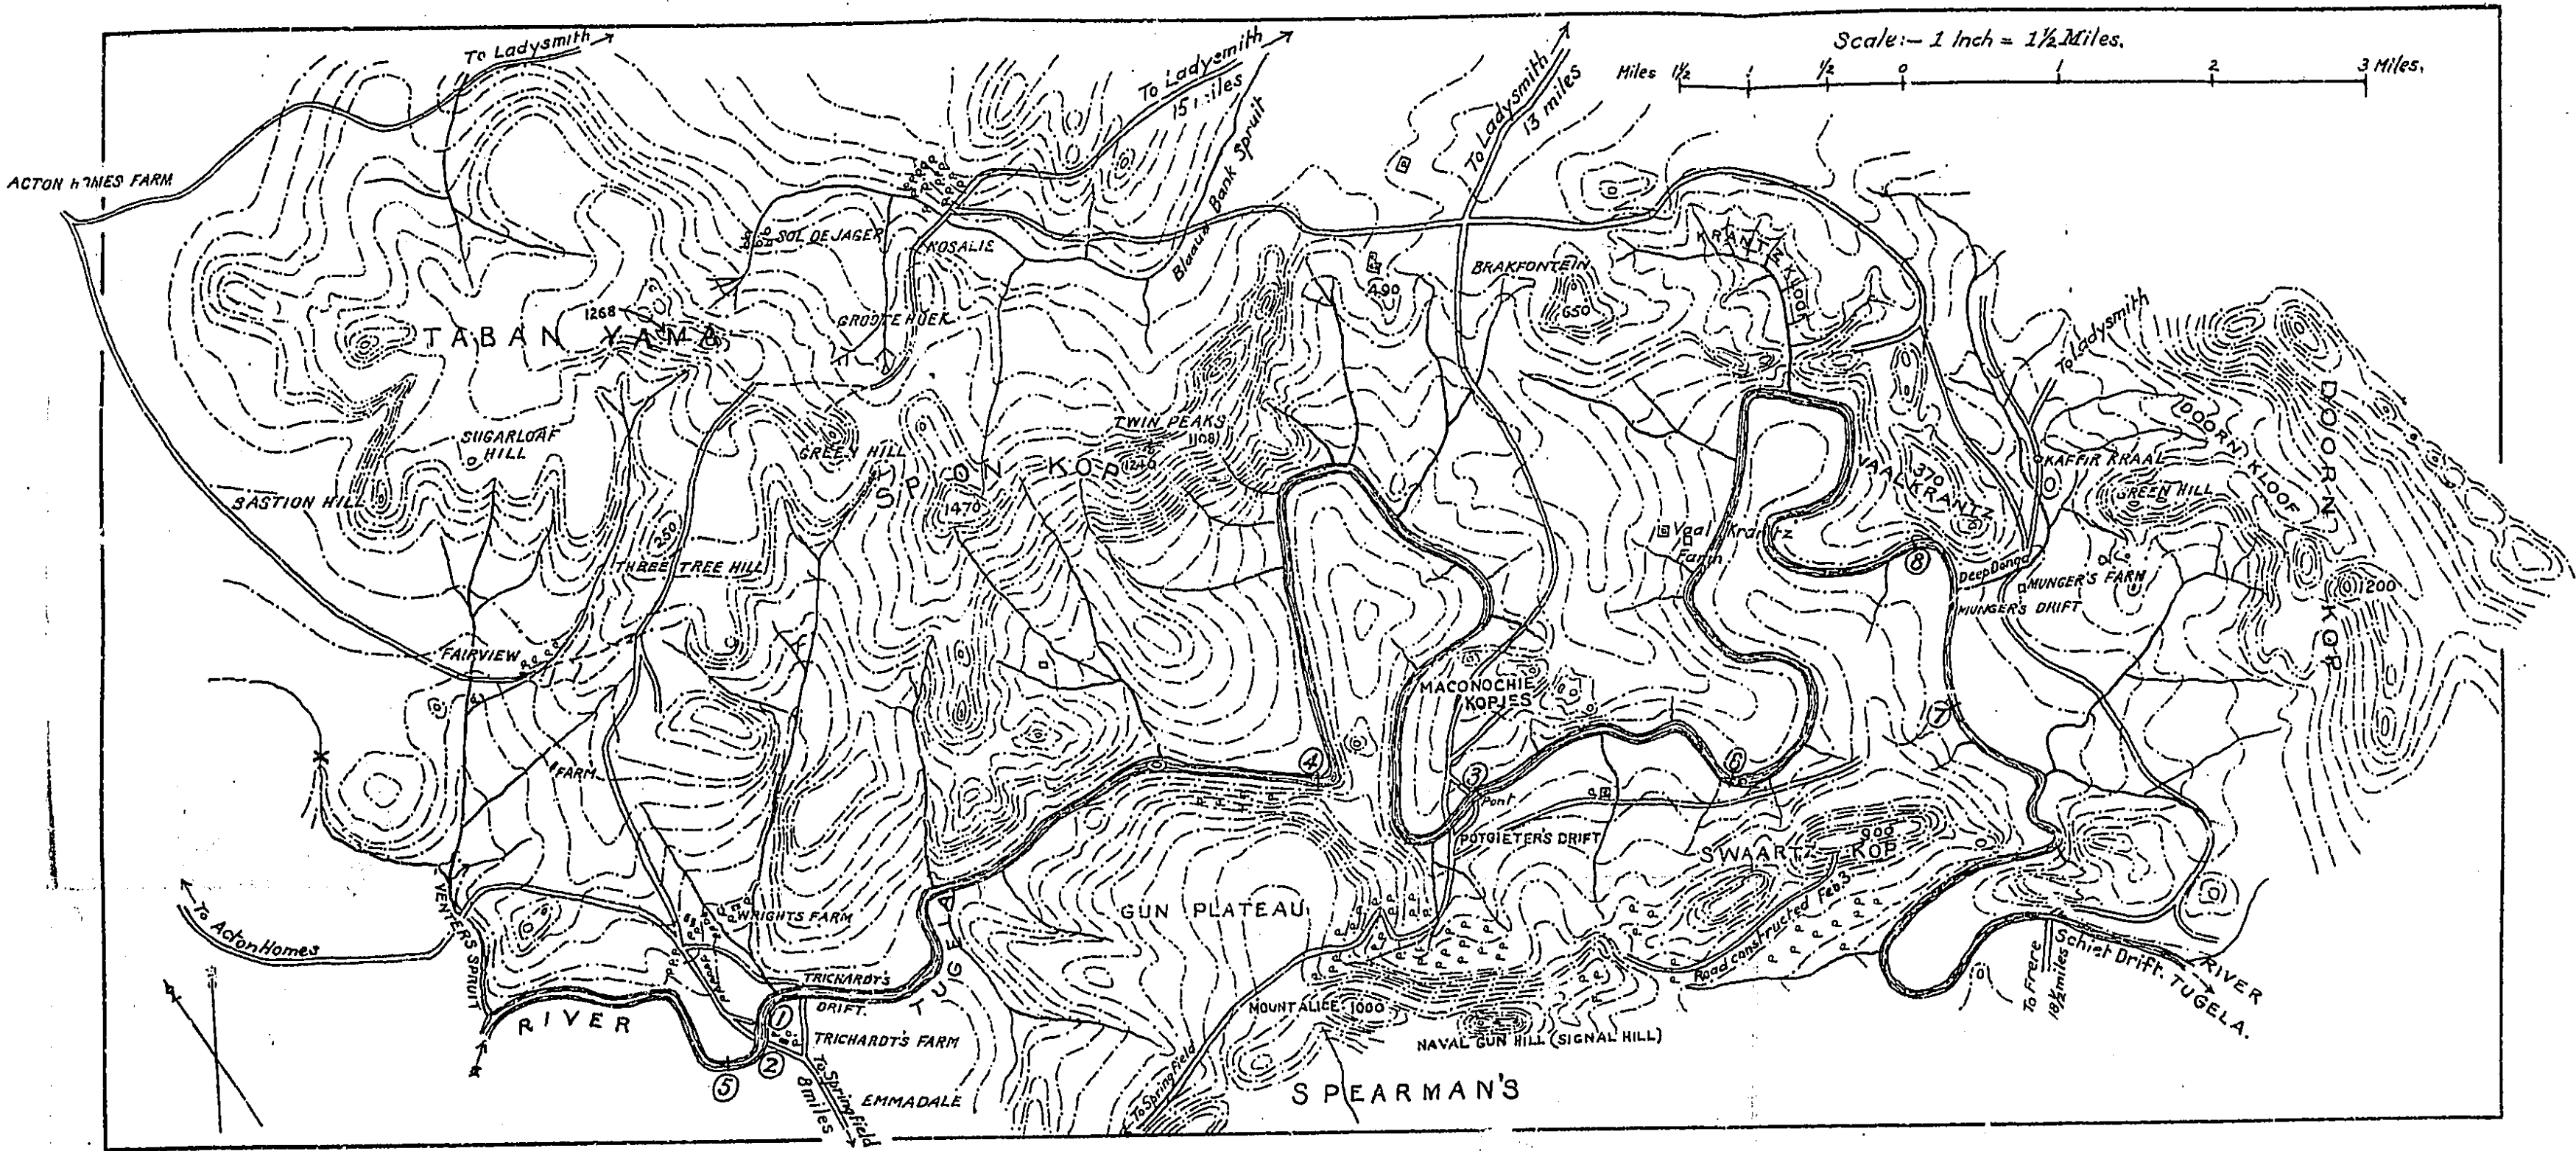 Scale:- 1 Inch = 1½ Miles.
Miles 1½ 1 ½ 0 1 2 3 Miles.
To Ladysmith
To Ladysmith
15 miles
To Ladysmith
13 miles
Blaauw Bank Spruit
ACTON HOMES FARM
SOL DE JAGER
ROSALIE
KRANTZ KLOOF
BRAKFONTEIN
490
650
1268
TABAN YAMA
GROOTE HOEK
To Ladysmith
DOORN KLOOF
DOORN KOP
TWIN PEAKS
1108
1240
SUGARLOAF
HILL
GREEN HILL
SPION KOP
1470
BASTION HILL
250
THREE TREE HILL
VAALKRANTZ
370
KAFFIR KRAAL
GREEN HILL
Vaal Krantz
Farm
8
Deep Donga
MUNGER'S FARM
MUNGER'S DRIFT
1200
FAIRVIEW
MACONOCHIE
KOPJES
7
FARM
4
3
6
Pont
POTGIETER'S DRIFT
SWAARTZ KOP
900
Road constructed Feb.3
GUN PLATEAU
WRIGHTS FARM
VENTERS SPRUIT
To Acton Homes
TRICHARDT'S
DRIFT.
RIVER
TUGELA
1
2
5
TRICHARDT'S FARM
To Springfield
8 miles
EMMADALE
To Springfield
MOUNT ALICE 1000
NAVAL GUN HILL (SIGNAL HILL)
SPEARMAN'S
To Frere
18½ miles
Schiet Drift.
RIVER
TUGELA.